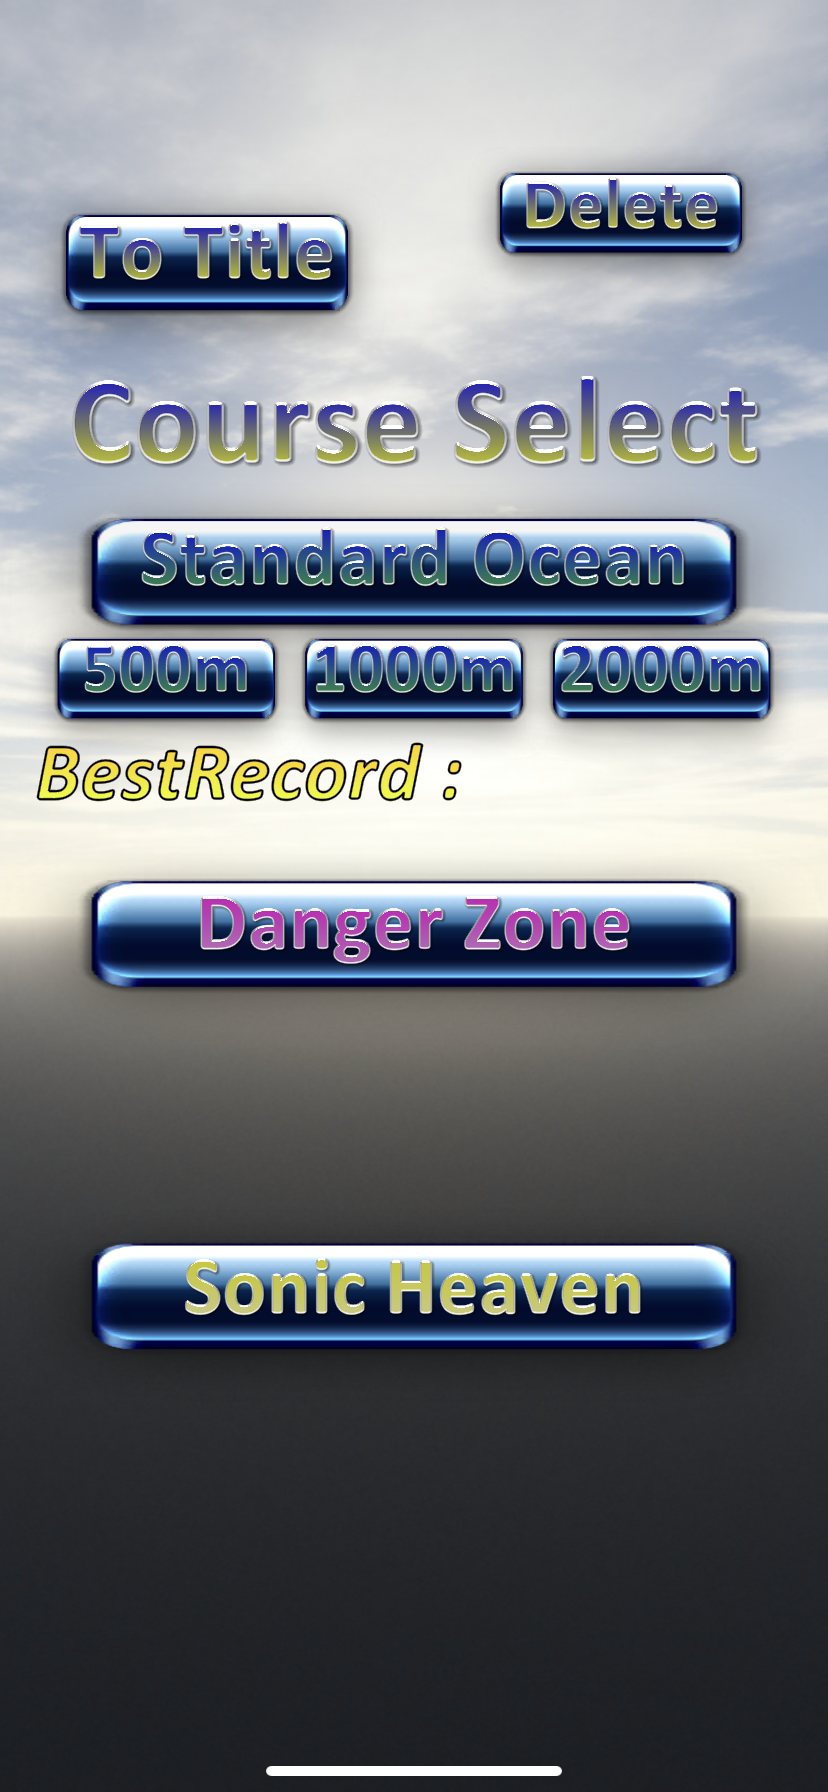 Delete
To Title
Course Select
Standard Ocean
500m 1000m 2000m
BestRecord :
Danger Zone
Sonic Heaven